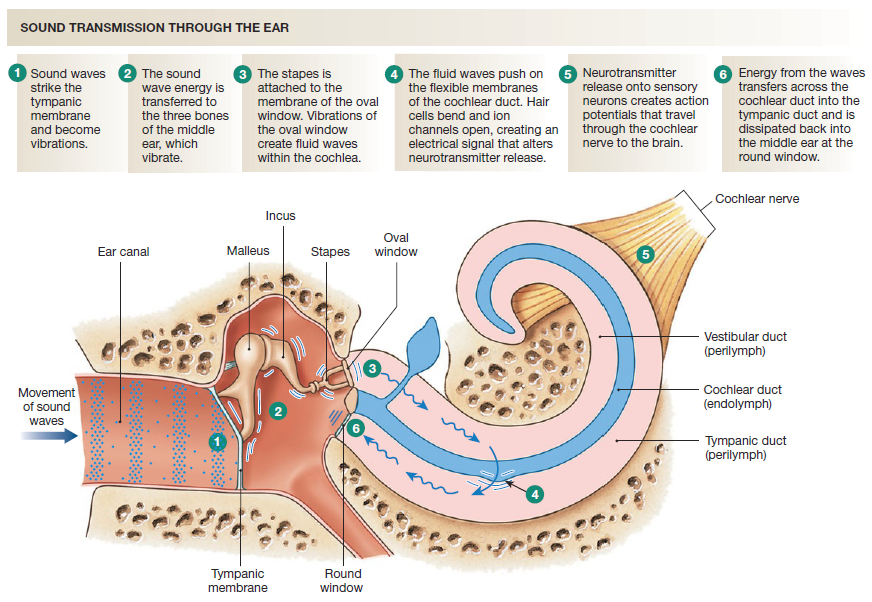 SOUND TRANSMISSION THROUGH THE EAR
1 Sound waves
strike the
tympanic
membrane
and become
vibrations.
2 The sound
wave energy is
transferred to
the three bones
of the middle
ear, which
vibrate.
3 The stapes is
attached to the
membrane of the oval
window. Vibrations of
the oval window
create fluid waves
within the cochlea.
4 The fluid waves push on
the flexible membranes
of the cochlear duct. Hair
cells bend and ion
channels open, creating an
electrical signal that alters
neurotransmitter release.
5 Neurotransmitter
release onto sensory
neurons creates action
potentials that travel
through the cochlear
nerve to the brain.
6 Energy from the waves
transfers across the
cochlear duct into the
tympanic duct and is
dissipated back into
the middle ear at the
round window.
Cochlear nerve
Incus
Oval
window
Ear canal
Malleus
Stapes
5
Vestibular duct
(perilymph)
3
Cochlear duct
(endolymph)
Movement
of sound
waves
2
6
1
Tympanic duct
(perilymph)
4
Tympanic
membrane
Round
window